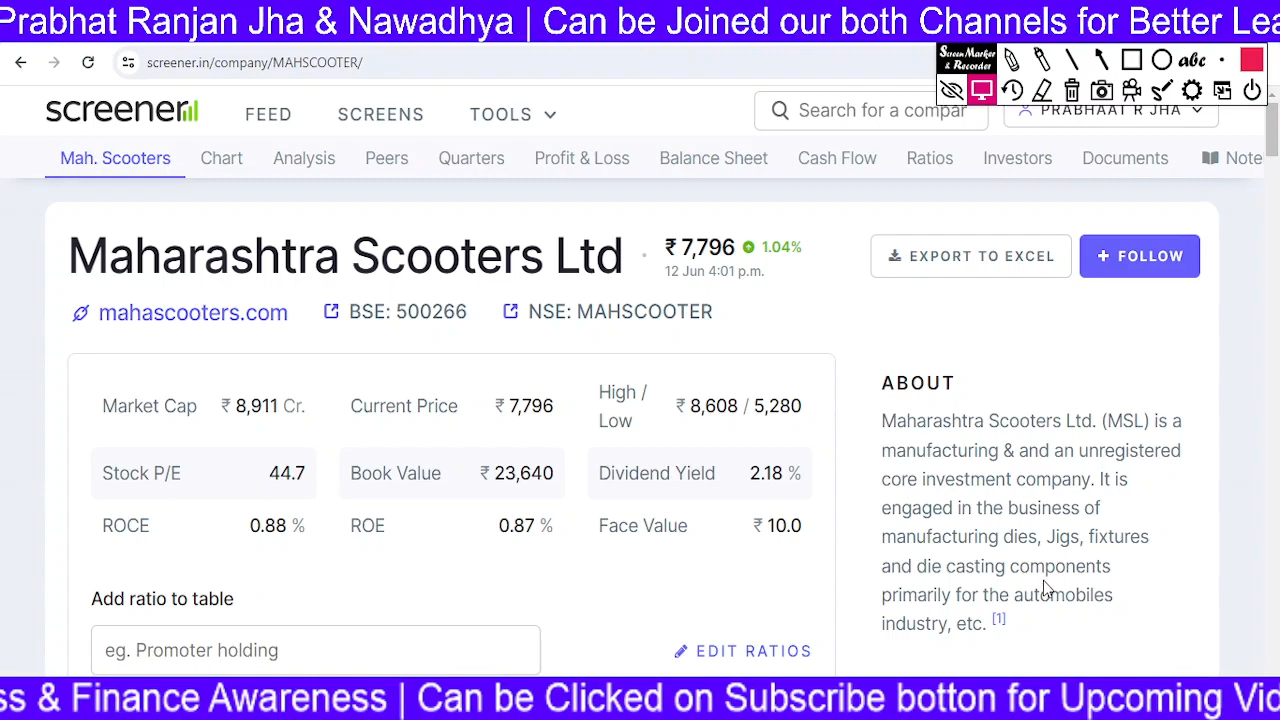 Prabhat Ranjan Jha & Nawadhya | Can be Joined our both Channels for Better Lea
screener.in/company/MAHSCOOTER/
Screen Marker & Recorder
abc
screener
FEED
SCREENS
TOOLS
Search for a compar
PRABHAAT R JHA
Mah. Scooters
Chart
Analysis
Peers
Quarters
Profit & Loss
Balance Sheet
Cash Flow
Ratios
Investors
Documents
Note
Maharashtra Scooters Ltd
₹ 7,796 1.04%
12 Jun 4:01 p.m.
EXPORT TO EXCEL
+ FOLLOW
mahascooters.com
BSE: 500266
NSE: MAHSCOOTER
Market Cap ₹ 8,911 Cr.
Current Price ₹ 7,796
High / Low ₹ 8,608 / 5,280
Stock P/E 44.7
Book Value ₹ 23,640
Dividend Yield 2.18 %
ROCE 0.88 %
ROE 0.87 %
Face Value ₹ 10.0
Add ratio to table
eg. Promoter holding
EDIT RATIOS
ABOUT
Maharashtra Scooters Ltd. (MSL) is a
manufacturing & and an unregistered
core investment company. It is
engaged in the business of
manufacturing dies, Jigs, fixtures
and die casting components
primarily for the automobiles
industry, etc. [1]
ss & Finance Awareness | Can be Clicked on Subscribe botton for Upcoming Vid